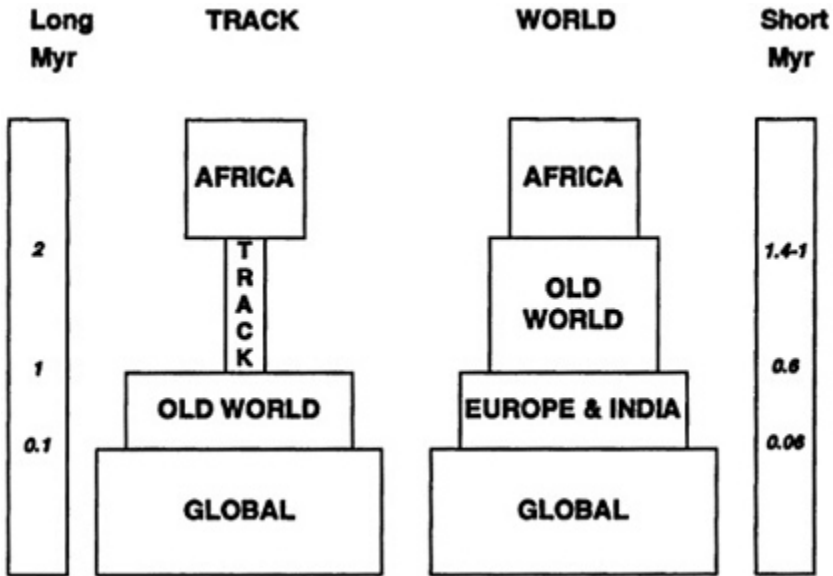 Long
Myr
TRACK
WORLD
Short
Myr
AFRICA
AFRICA
2
TRACK
OLD
WORLD
1.4-1
1
0.6
OLD WORLD
EUROPE & INDIA
0.1
0.06
GLOBAL
GLOBAL